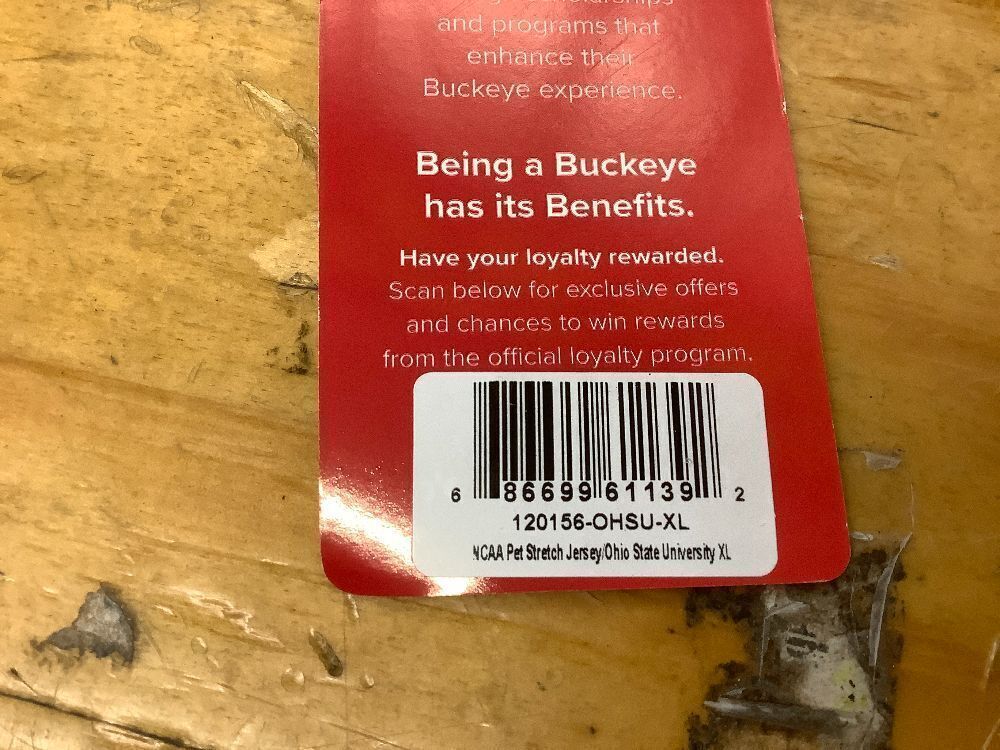 and programs that
enhance their
Buckeye experience.
Being a Buckeye
has its Benefits.
Have your loyalty rewarded.
Scan below for exclusive offers
and chances to win rewards
from the official loyalty program.
6 86699 61139 2
120156-OHSU-XL
NCAA Pet Stretch Jersey/Ohio State University XL